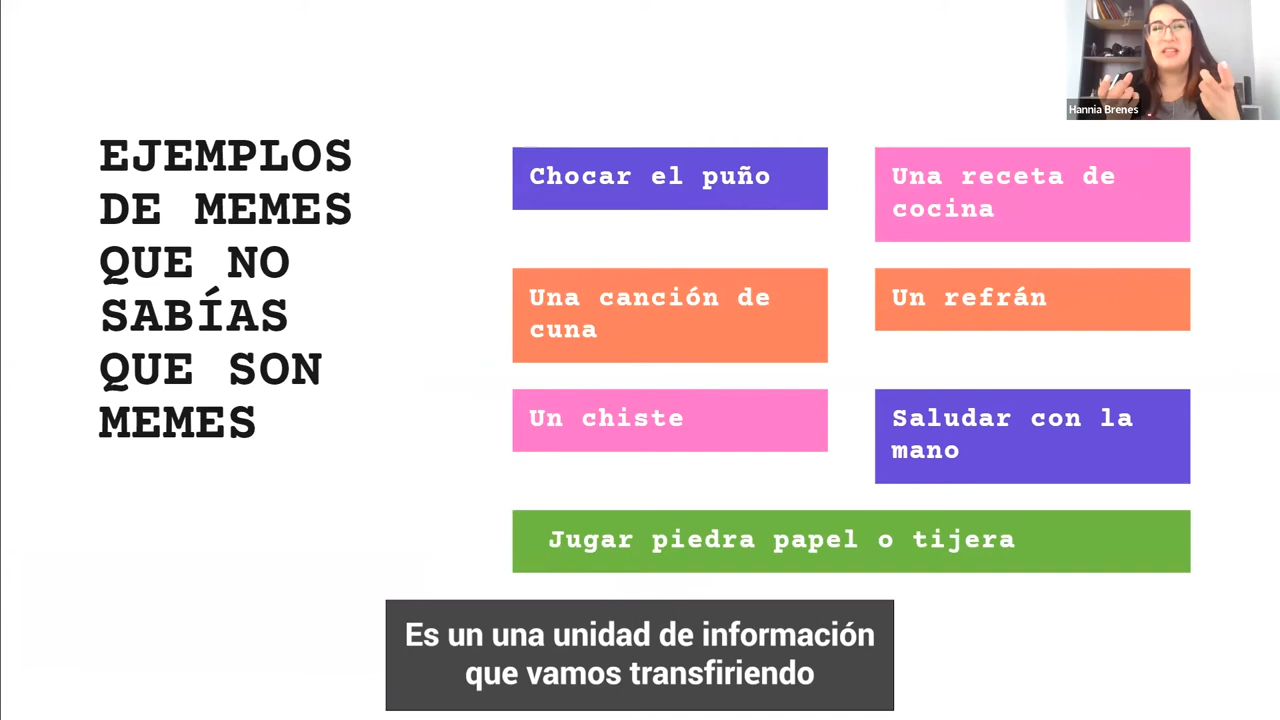 Hannia Brenes
EJEMPLOS
DE MEMES
QUE NO
SABÍAS
QUE SON
MEMES
Chocar el puño
Una receta de
cocina
Una canción de
cuna
Un refrán
Un chiste
Saludar con la
mano
Jugar piedra papel o tijera
Es un una unidad de información
que vamos transfiriendo